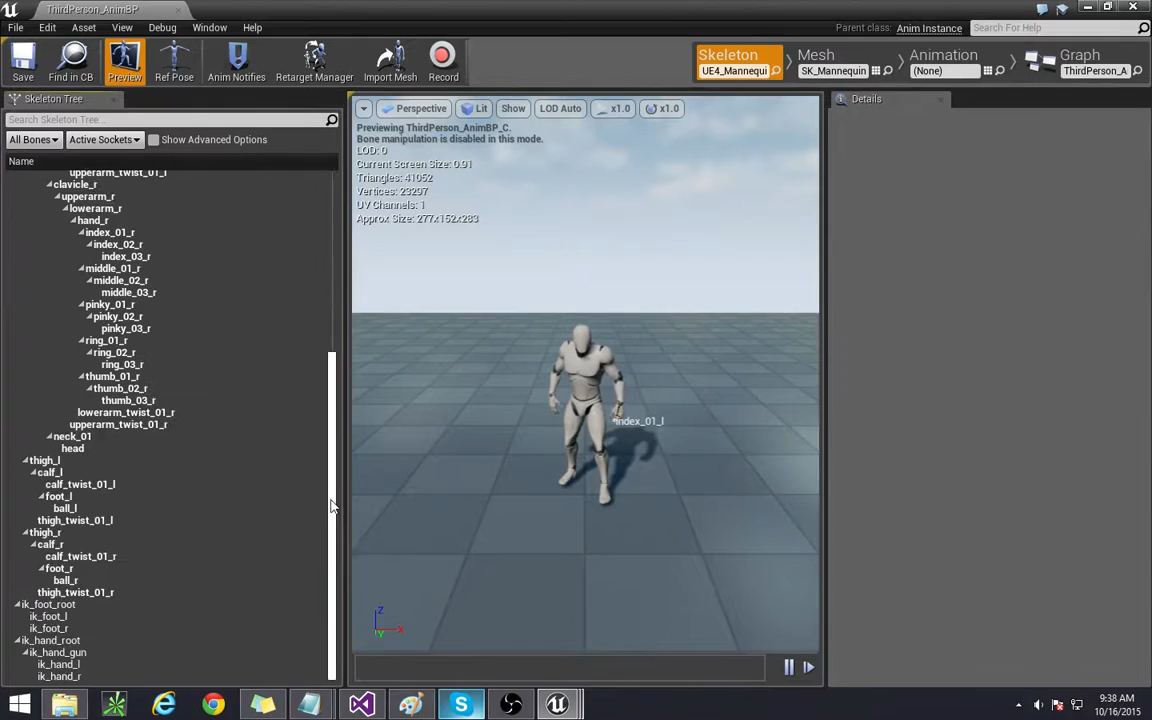 ThirdPerson_AnimBP
File Edit Asset View Window Debug Help
Parent class: Anim Instance Search For Help
Save Find in CB Preview Ref Pose Anim Notifies Retarget Manager Import Mesh Record
Skeleton Mesh Animation Graph
UE4_Mannequi SK_Mannequin (None) ThirdPerson_A
Skeleton Tree
Search Skeleton Tree...
All Bones Active Sockets Show Advanced Options
Name
upperarm_twist_01_l
clavicle_r
upperarm_r
lowerarm_r
hand_r
index_01_r
index_02_r
index_03_r
middle_01_r
middle_02_r
middle_03_r
pinky_01_r
pinky_02_r
pinky_03_r
ring_01_r
ring_02_r
ring_03_r
thumb_01_r
thumb_02_r
thumb_03_r
lowerarm_twist_01_r
upperarm_twist_01_r
neck_01
head
thigh_l
calf_l
calf_twist_01_l
foot_l
ball_l
thigh_twist_01_l
thigh_r
calf_r
calf_twist_01_r
foot_r
ball_r
thigh_twist_01_r
ik_foot_root
ik_foot_l
ik_foot_r
ik_hand_root
ik_hand_gun
ik_hand_l
ik_hand_r
Perspective Lit Show LOD Auto x1.0 x1.0
Previewing ThirdPerson_AnimBP_C.
Bone manipulation is disabled in this mode.
LOD: 0
Current Screen Size: 0.91
Triangles: 41052
Vertices: 23297
UV Channels: 1
Approx Size: 277x152x283
index_01_l
Z
X
Y
Details
9:38 AM
10/16/2015